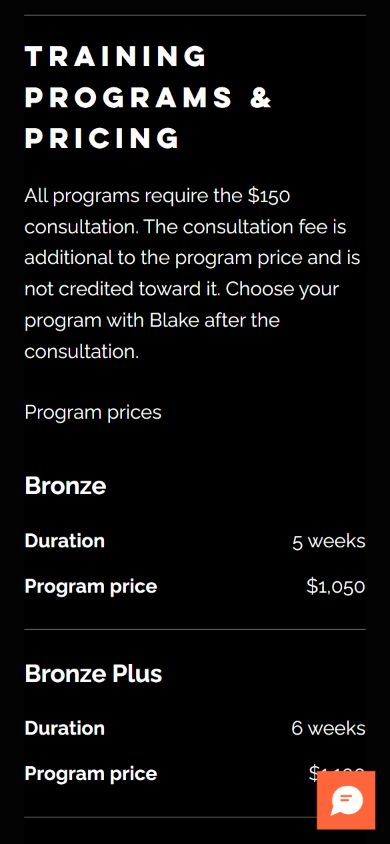 TRAINING
PROGRAMS &
PRICING
All programs require the $150
consultation. The consultation fee is
additional to the program price and is
not credited toward it. Choose your
program with Blake after the
consultation.
Program prices
Bronze
Duration 5 weeks
Program price $1,050
Bronze Plus
Duration 6 weeks
Program price